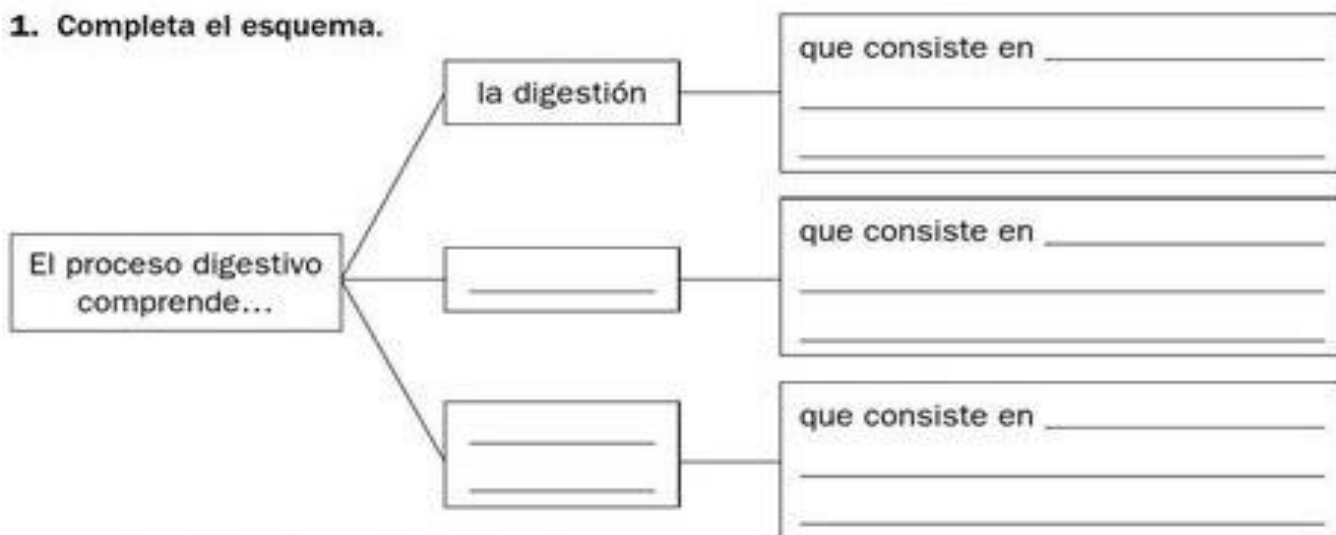 1. Completa el esquema.
la digestión
que consiste en
El proceso digestivo
comprende...
que consiste en
que consiste en